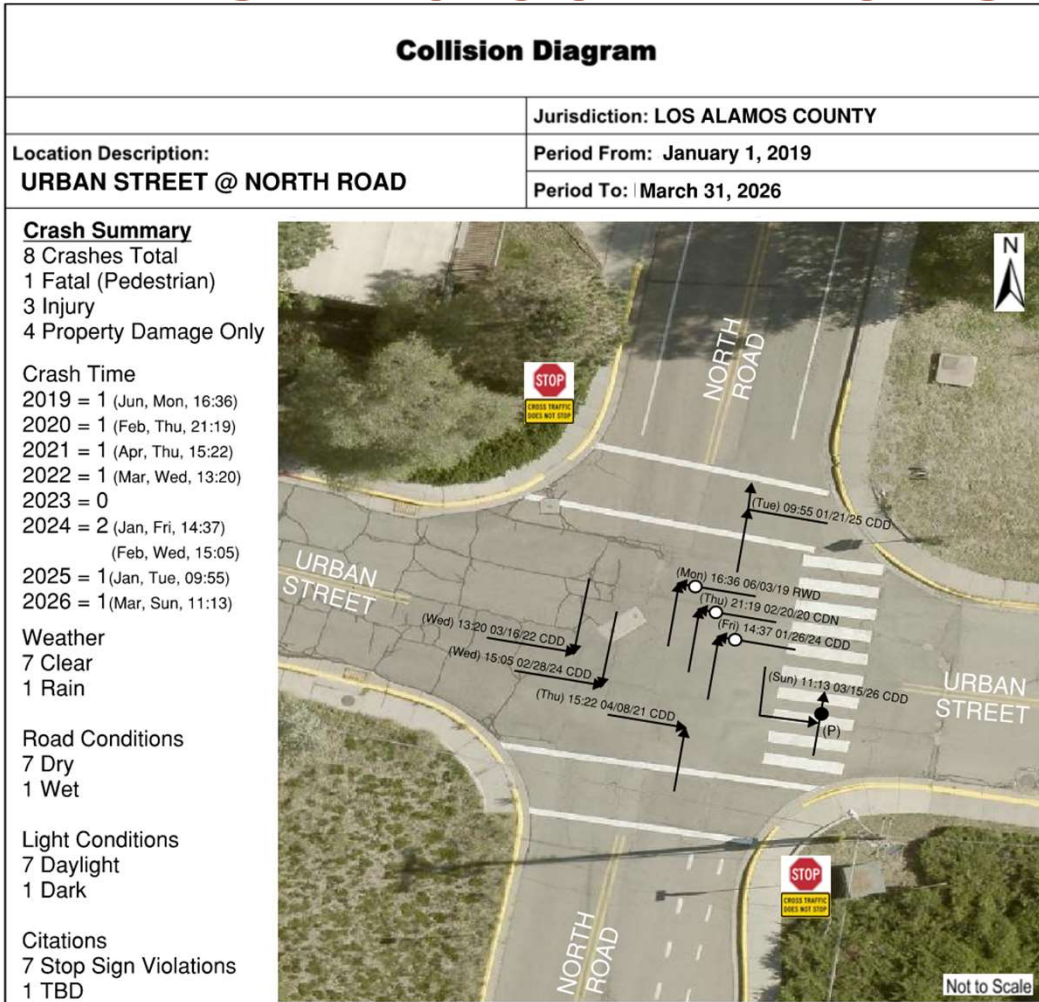 Collision Diagram
Jurisdiction: LOS ALAMOS COUNTY
Location Description:
URBAN STREET @ NORTH ROAD
Period From: January 1, 2019
Period To: March 31, 2026
Crash Summary
8 Crashes Total
1 Fatal (Pedestrian)
3 Injury
4 Property Damage Only
Crash Time
2019 = 1 (Jun, Mon, 16:36)
2020 = 1 (Feb, Thu, 21:19)
2021 = 1 (Apr, Thu, 15:22)
2022 = 1 (Mar, Wed, 13:20)
2023 = 0
2024 = 2 (Jan, Fri, 14:37)
(Feb, Wed, 15:05)
2025 = 1(Jan, Tue, 09:55)
2026 = 1(Mar, Sun, 11:13)
Weather
7 Clear
1 Rain
Road Conditions
7 Dry
1 Wet
Light Conditions
7 Daylight
1 Dark
Citations
7 Stop Sign Violations
1 TBD
N
NORTH
ROAD
STOP
CROSS TRAFFIC
DOES NOT STOP
(Tue) 09:55 01/21/25 CDD
URBAN
STREET
(Mon) 16:36 06/03/19 RWD
(Thu) 21:19 02/20/20 CDN
(Fri) 14:37 01/26/24 CDD
(Wed) 13:20 03/16/22 CDD
(Wed) 15:05 02/28/24 CDD
(Thu) 15:22 04/08/21 CDD
(Sun) 11:13 03/15/26 CDD
(P)
URBAN
STREET
STOP
CROSS TRAFFIC
DOES NOT STOP
NORTH
ROAD
Not to Scale